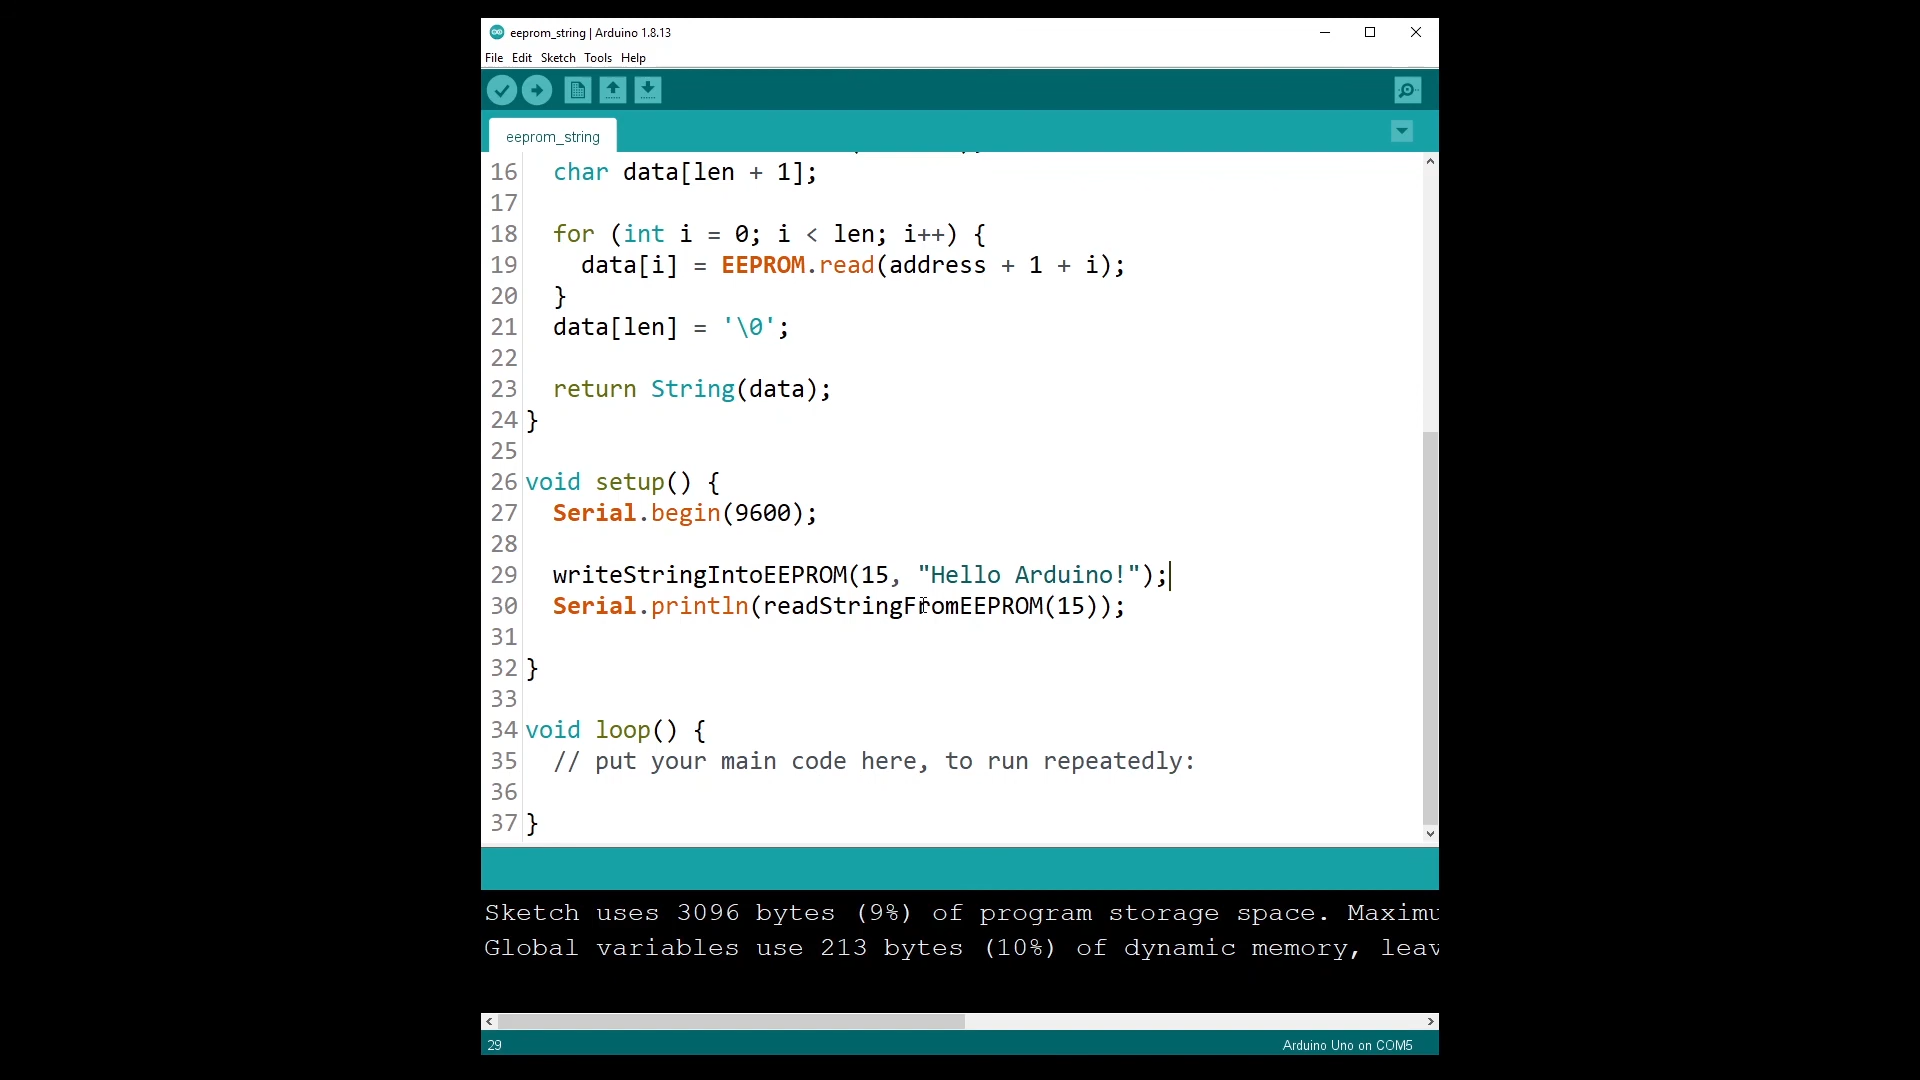 eeprom_string | Arduino 1.8.13
File Edit Sketch Tools Help
eeprom_string
16 char data[len + 1];
17
18 for (int i = 0; i < len; i++) {
19 data[i] = EEPROM.read(address + 1 + i);
20 }
21 data[len] = '\0';
22
23 return String(data);
24 }
25
26 void setup() {
27 Serial.begin(9600);
28
29 writeStringIntoEEPROM(15, "Hello Arduino!");
30 Serial.println(readStringFromEEPROM(15));
31
32 }
33
34 void loop() {
35 // put your main code here, to run repeatedly:
36
37 }
Sketch uses 3096 bytes (9%) of program storage space. Maximu
Global variables use 213 bytes (10%) of dynamic memory, leav
29 Arduino Uno on COM5